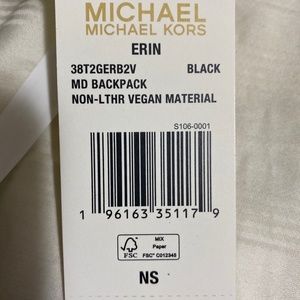 MICHAEL
MICHAEL KORS
ERIN
38T2GERB2V BLACK
MD BACKPACK
NON-LTHR VEGAN MATERIAL
S106-0001
1 96163 35117 9
FSC
MIX
Paper
FSC® C012345
NS